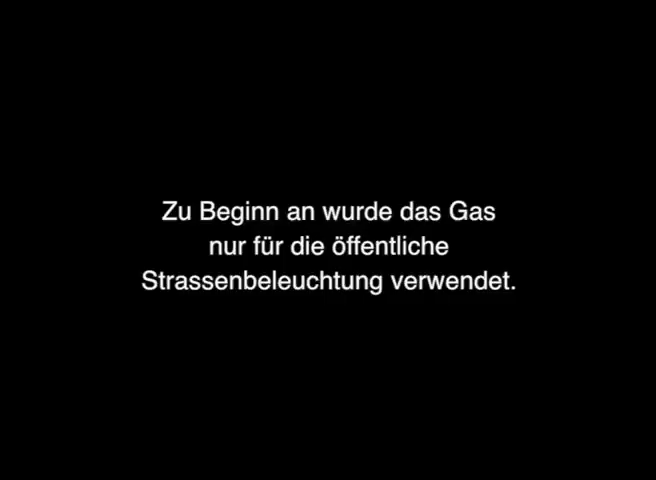 Zu Beginn an wurde das Gas
nur für die öffentliche
Strassenbeleuchtung verwendet.